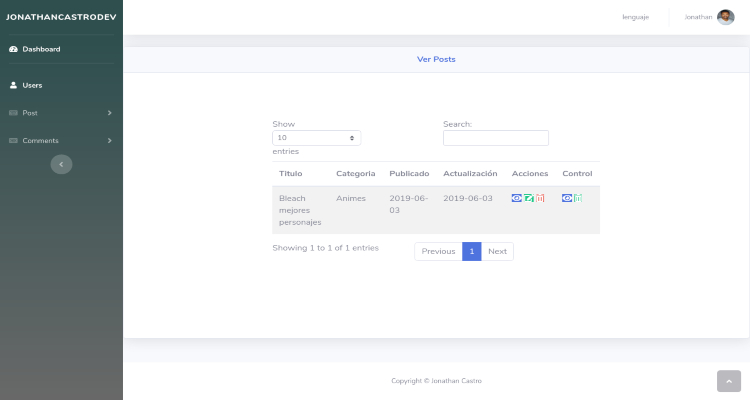 JONATHANCASTRODEV
lenguaje
Jonathan
Dashboard
Users
Post
Comments
Ver Posts
Show
10
entries
Search:
Titulo Categoria Publicado Actualización Acciones Control
Bleach mejores personajes Animes 2019-06-03 2019-06-03
Showing 1 to 1 of 1 entries
Previous 1 Next
Copyright © Jonathan Castro